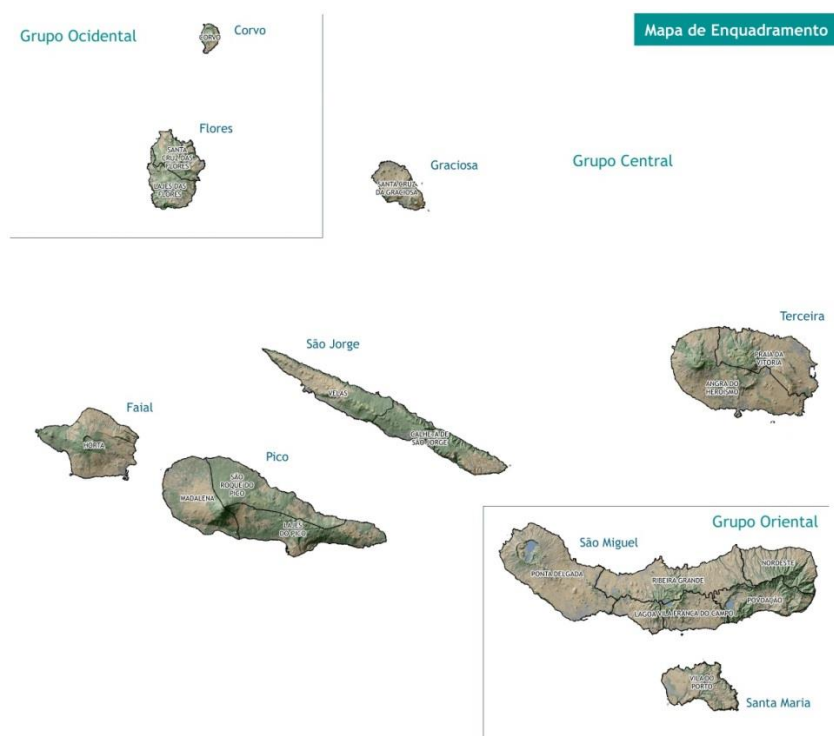 Grupo Ocidental
Corvo
CORVO
Mapa de Enquadramento
Flores
SANTA
CRUZ DAS
FLORES
LAJES DAS
FLORES
Graciosa
SANTA CRUZ
DA GRACIOSA
Grupo Central
Terceira
PRAIA DA
VITÓRIA
ANGRA DO
HEROÍSMO
São Jorge
VELAS
CALHETA DE
SÃO JORGE
Faial
HORTA
Pico
SÃO
ROQUE DO
PICO
MADALENA
LAJES
DO PICO
Grupo Oriental
São Miguel
PONTA DELGADA
RIBEIRA GRANDE
NORDESTE
LAGOA
VILA FRANCA DO CAMPO
POVOAÇÃO
VILA DO
PORTO
Santa Maria